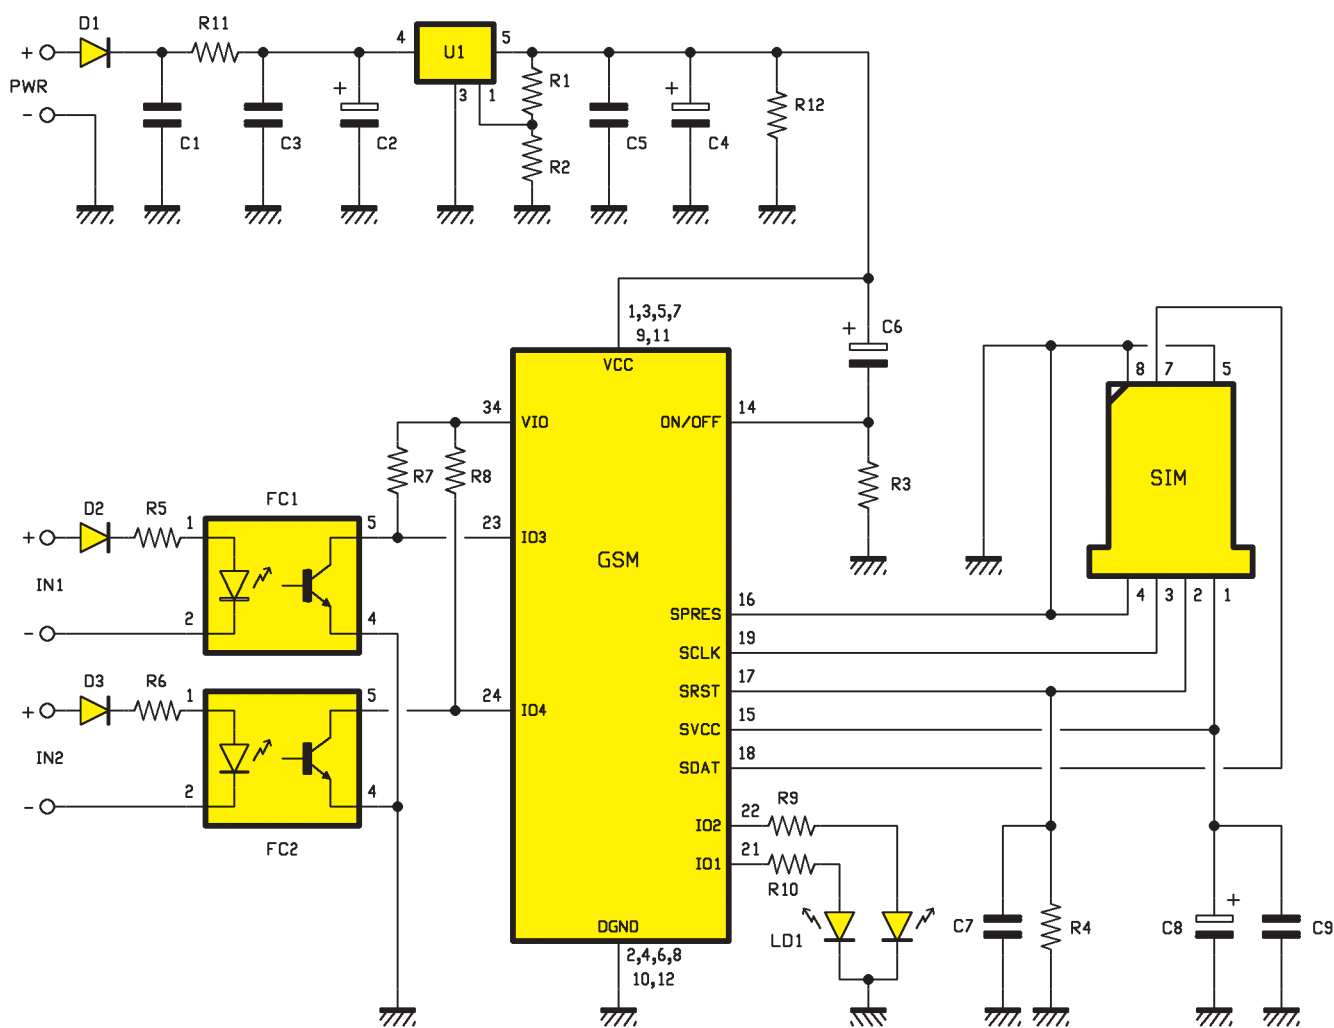 D1
R11
+
PWR
-
4
U1
5
3
1
R1
R2
C1
C3
+
C2
C5
+
C4
R12
1,3,5,7
9,11
VCC
+
C6
34
VIO
ON/OFF
14
R7
R8
R3
8
7
5
SIM
4
3
2
1
D2
R5
1
FC1
5
23
IO3
GSM
+
IN1
-
2
4
SPRES
16
SCLK
19
SRST
17
SVCC
15
SDAT
18
D3
R6
1
5
24
IO4
+
IN2
-
2
4
FC2
IO2
22
R9
IO1
21
R10
LD1
DGND
2,4,6,8
10,12
C7
R4
+
C8
C9